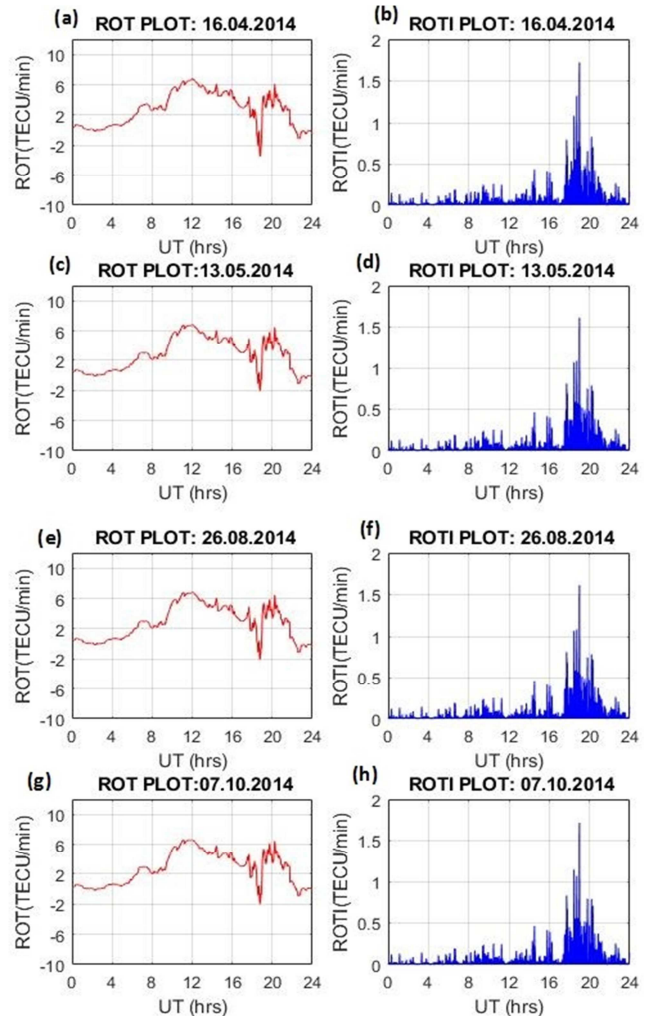 (a) ROT PLOT: 16.04.2014
ROT(TECU/min)
10
6
2
-2
-6
-10
0 4 8 12 16 20 24
UT (hrs)
(b) ROTI PLOT: 16.04.2014
ROTI(TECU/min)
2
1.5
1
0.5
0
0 4 8 12 16 20 24
UT (hrs)
(c) ROT PLOT:13.05.2014
ROT(TECU/min)
10
6
2
-2
-6
-10
0 4 8 12 16 20 24
UT (hrs)
(d) ROTI PLOT: 13.05.2014
ROTI(TECU/min)
2
1.5
1
0.5
0
0 4 8 12 16 20 24
UT (hrs)
(e) ROT PLOT: 26.08.2014
ROT(TECU/min)
10
6
2
-2
-6
-10
0 4 8 12 16 20 24
UT (hrs)
(f) ROTI PLOT: 26.08.2014
ROTI(TECU/min)
2
1.5
1
0.5
0
0 4 8 12 16 20 24
UT (hrs)
(g) ROT PLOT:07.10.2014
ROT(TECU/min)
10
6
2
-2
-6
-10
0 4 8 12 16 20 24
UT (hrs)
(h) ROTI PLOT: 07.10.2014
ROTI(TECU/min)
2
1.5
1
0.5
0
0 4 8 12 16 20 24
UT (hrs)